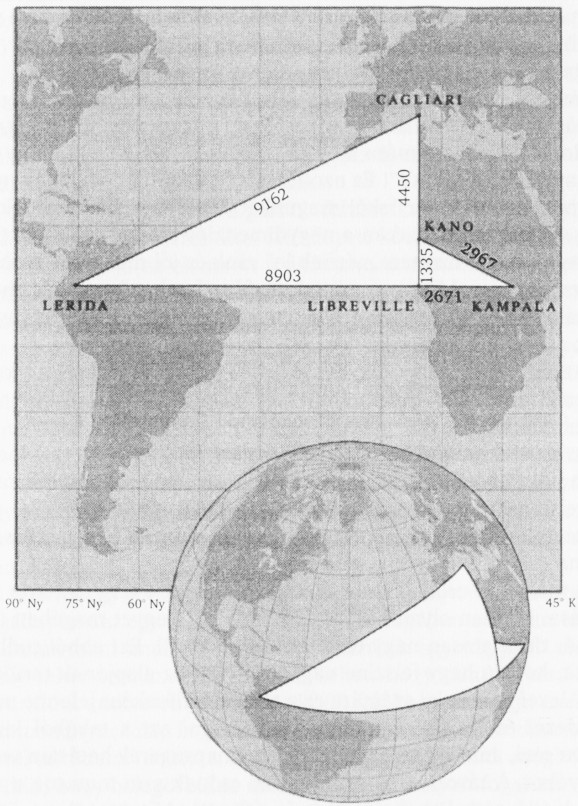 CAGLIARI
9162
4450
KANO
2967
1335
8903
2671
LERIDA
LIBREVILLE
KAMPALA
90° Ny
75° Ny
60° Ny
45° K